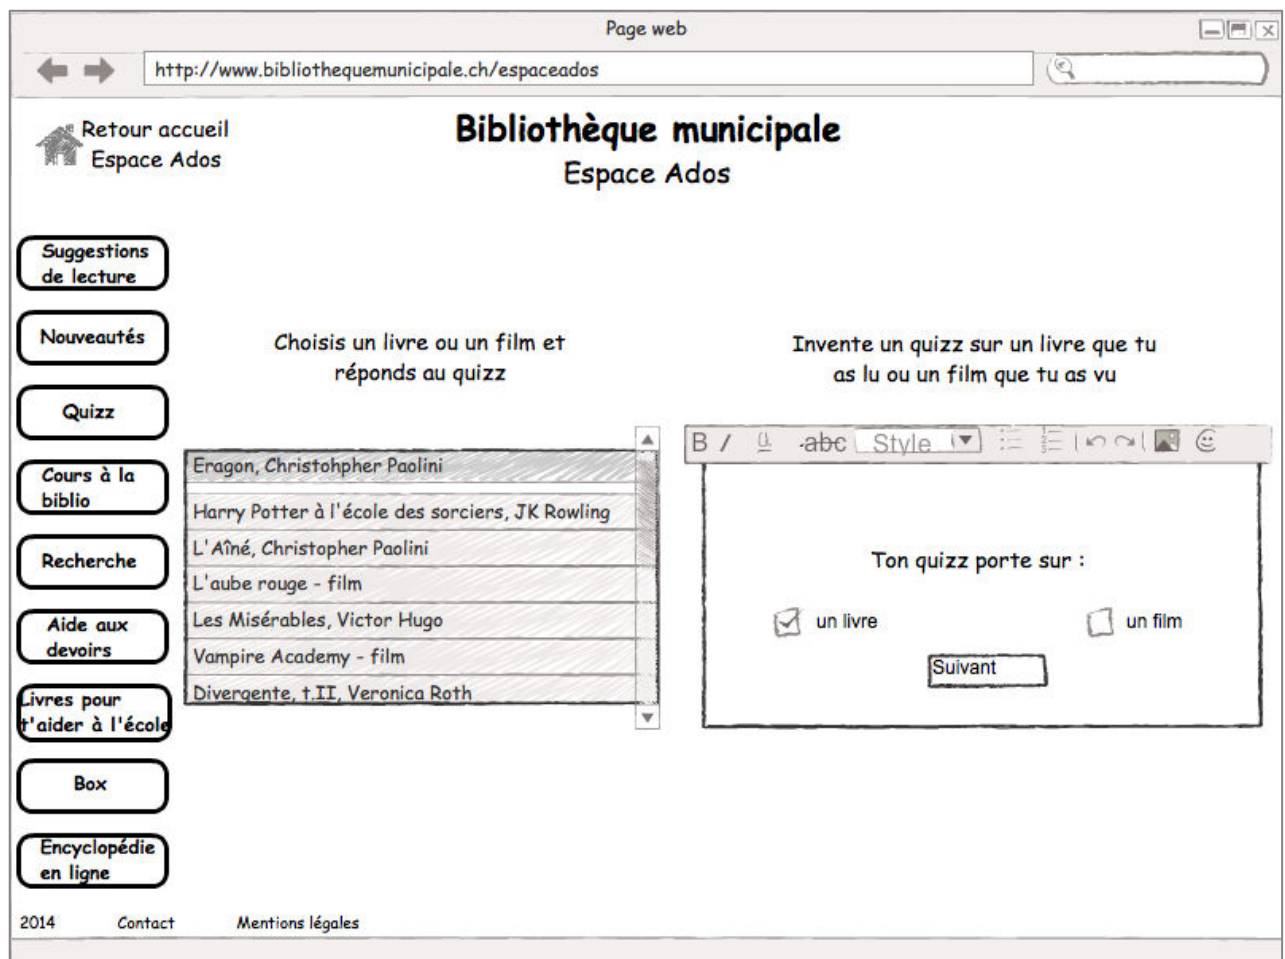 Page web
http://www.bibliothequemunicipale.ch/espaceados
Retour accueil
Espace Ados
Bibliothèque municipale
Espace Ados
Suggestions
de lecture
Nouveautés
Quizz
Cours à la
biblio
Recherche
Aide aux
devoirs
Livres pour
t'aider à l'école
Box
Encyclopédie
en ligne
Choisis un livre ou un film et
réponds au quizz
Eragon, Christohpher Paolini
Harry Potter à l'école des sorciers, JK Rowling
L'Aîné, Christopher Paolini
L'aube rouge - film
Les Misérables, Victor Hugo
Vampire Academy - film
Divergente, t.II, Veronica Roth
Invente un quizz sur un livre que tu
as lu ou un film que tu as vu
B I U abc Style
Ton quizz porte sur :
un livre
un film
Suivant
2014 Contact Mentions légales